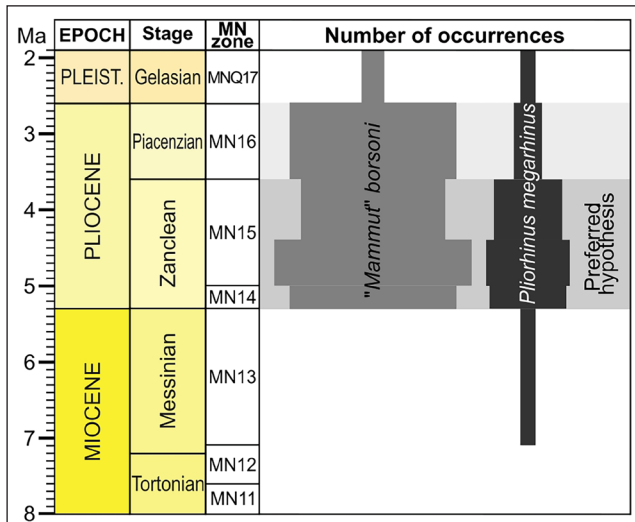 Ma
EPOCH
Stage
MN
zone
Number of occurrences
2
PLEIST.
Gelasian
MNQ17
3
Piacenzian
MN16
4
PLIOCENE
Zanclean
MN15
5
MN14
"Mammut" borsoni
Pliorhinus megarhinus
Preferred
hypothesis
6
MIOCENE
Messinian
MN13
7
Tortonian
MN12
MN11
8